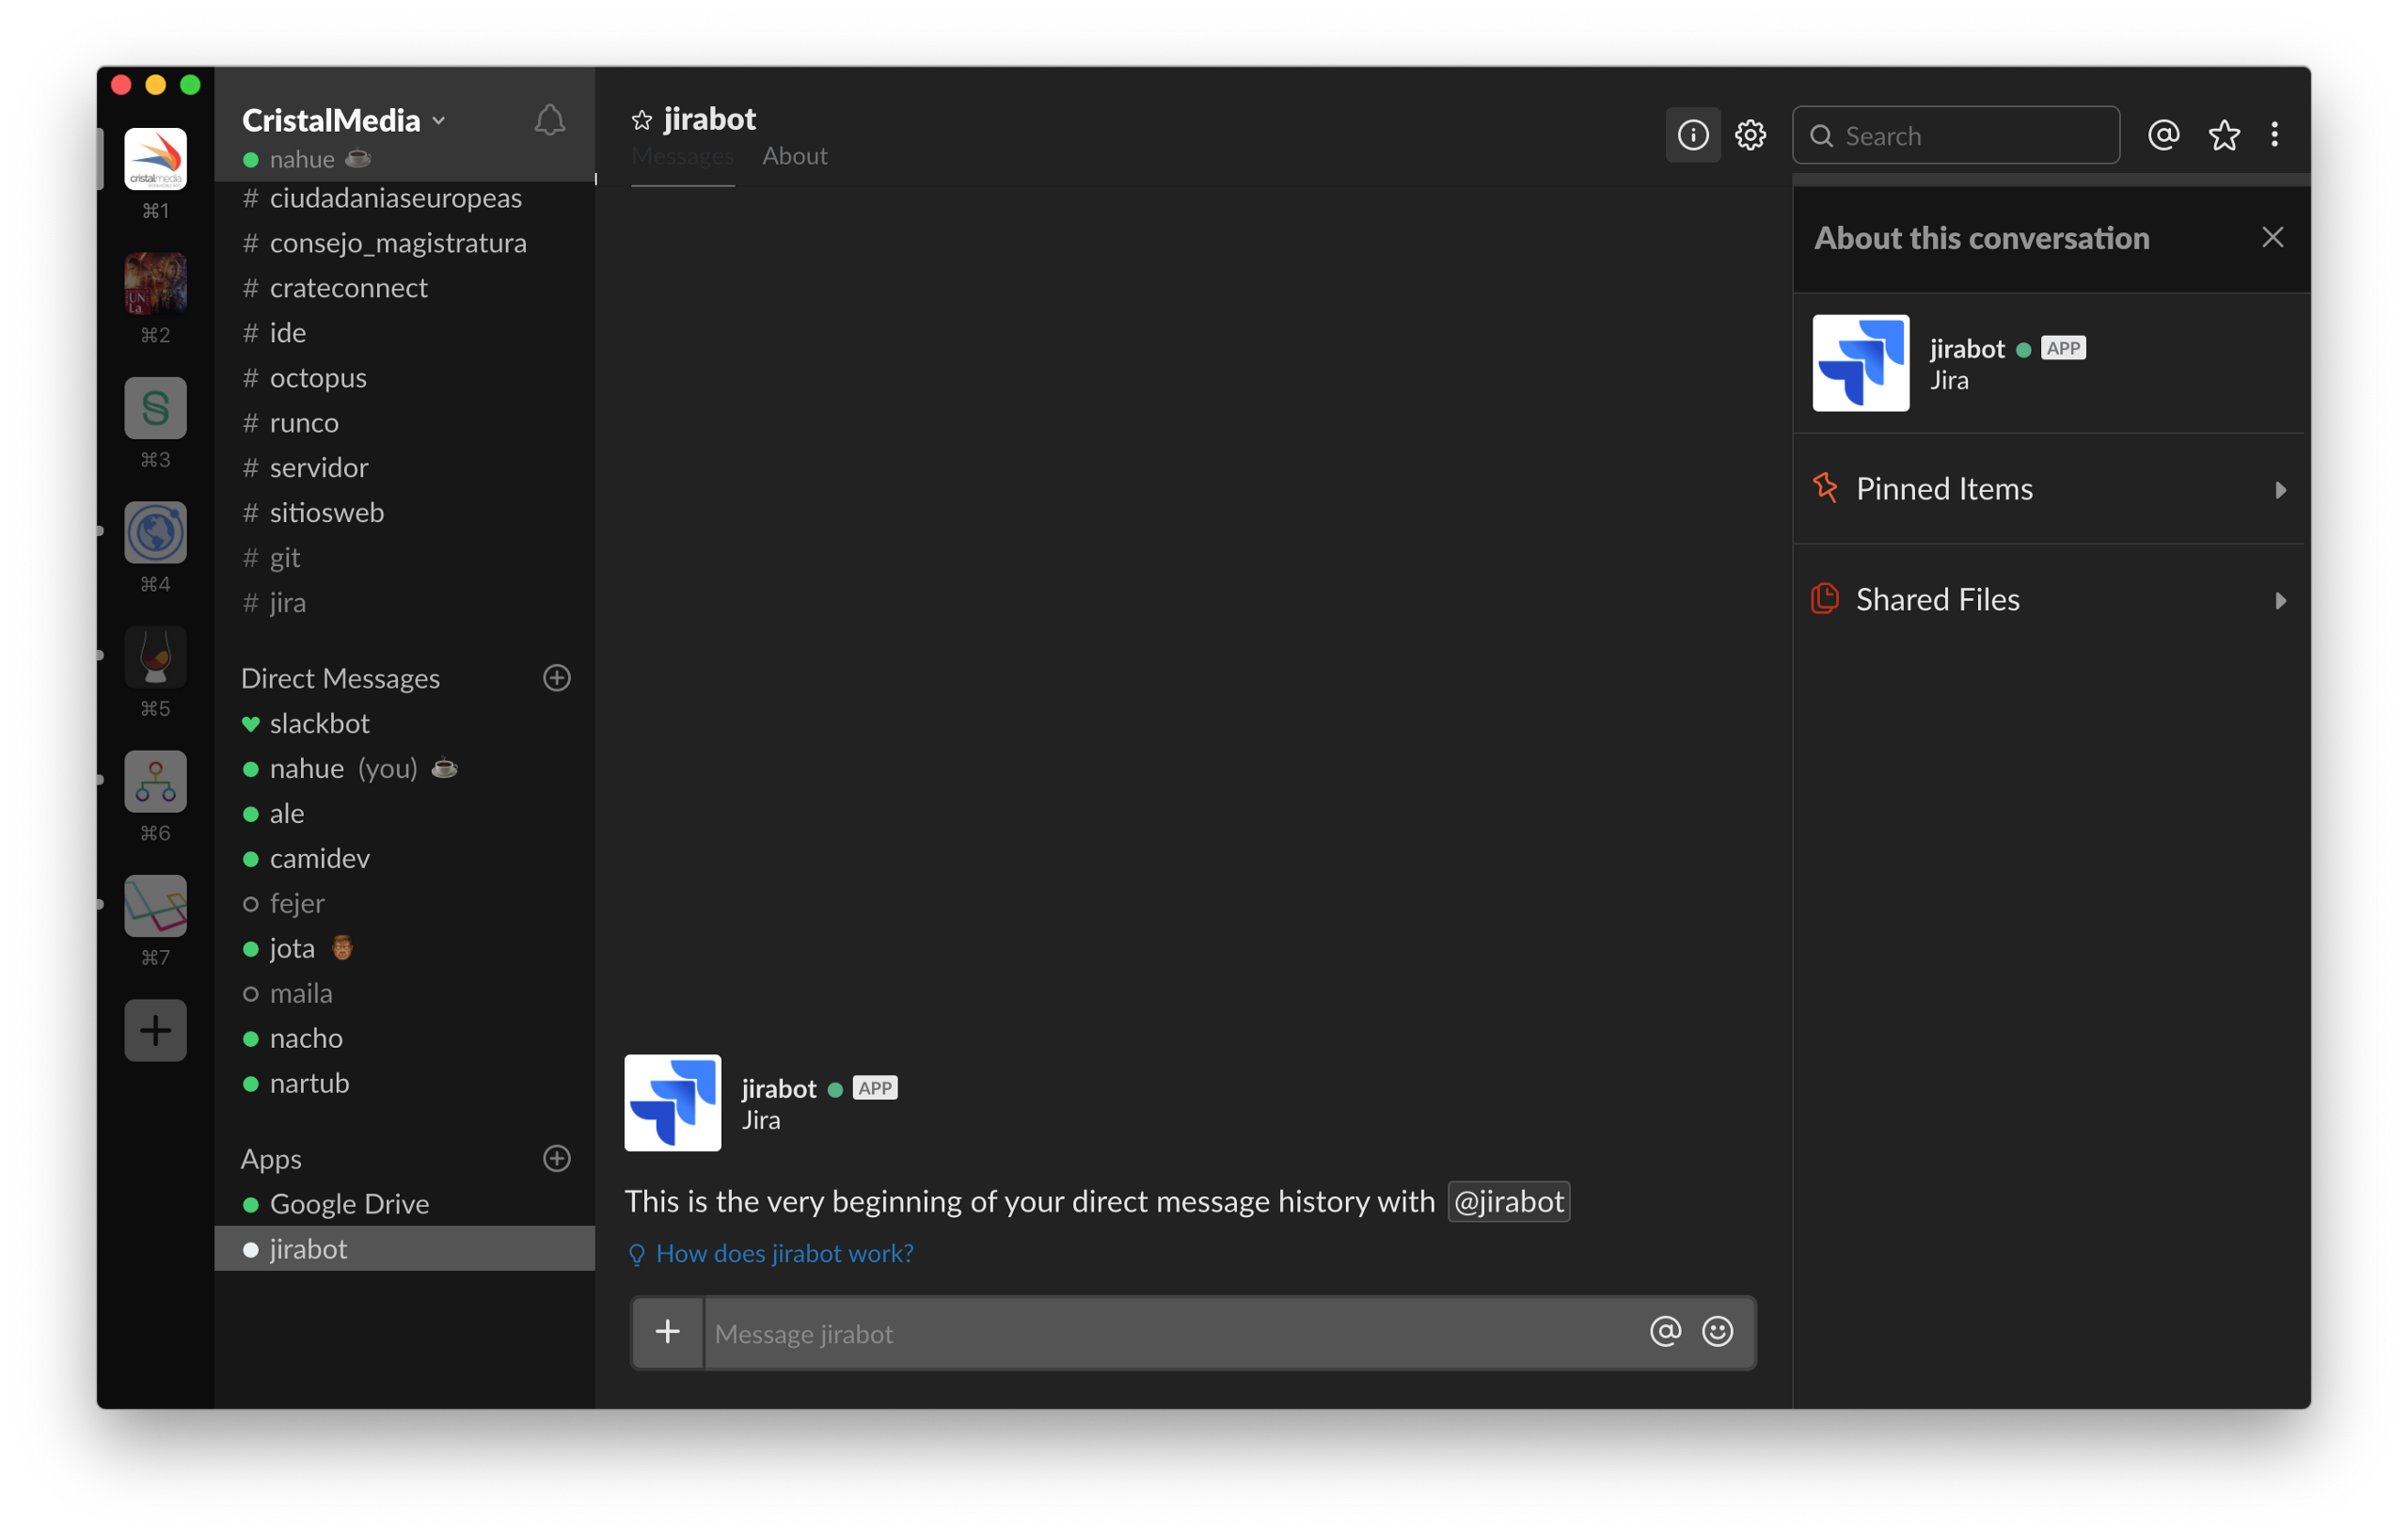 CristalMedia
nahue
cristalmedia
⌘1
UN
La
⌘2
⌘3
⌘4
⌘5
⌘6
⌘7
# ciudadaniaseuropeas
# consejo_magistratura
# crateconnect
# ide
# octopus
# runco
# servidor
# sitiosweb
# git
# jira
Direct Messages
slackbot
nahue (you)
ale
camidev
fejer
jota
maila
nacho
nartub
Apps
Google Drive
jirabot
jirabot
Messages About
Search
jirabot APP
Jira
This is the very beginning of your direct message history with @jirabot
How does jirabot work?
Message jirabot
About this conversation
jirabot APP
Jira
Pinned Items
Shared Files